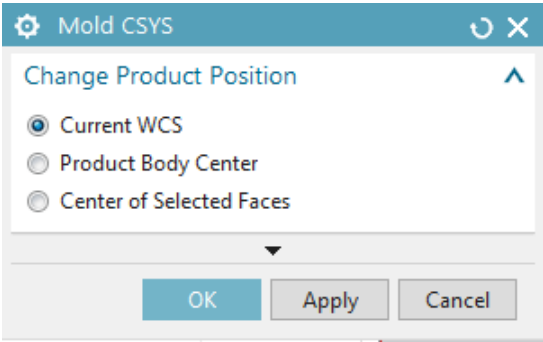 Mold CSYS
Change Product Position
Current WCS
Product Body Center
Center of Selected Faces
OK Apply Cancel